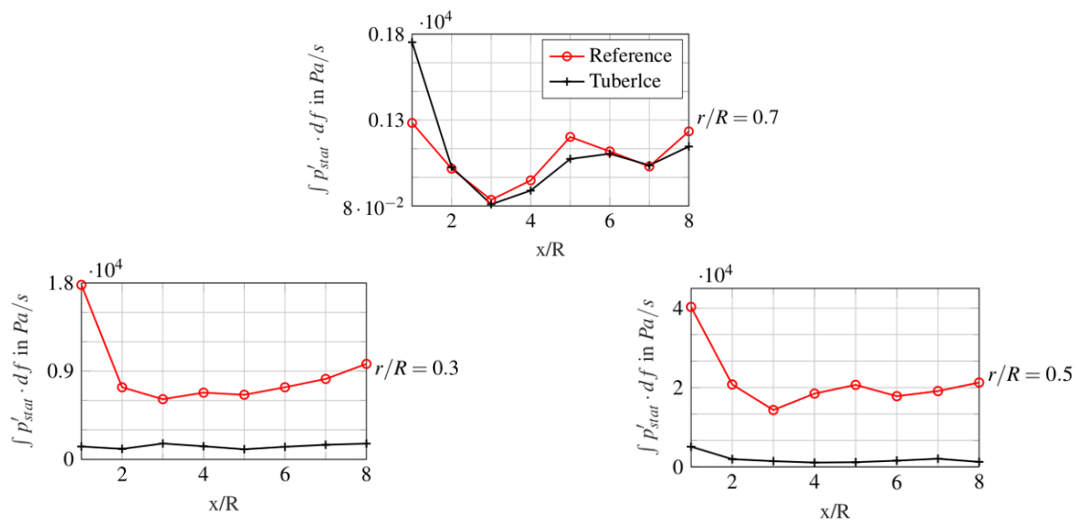 ·10⁴
0.18
0.13
8·10⁻²
∫ p′stat · df in Pa/s
Reference
TuberIce
r/R = 0.7
2 4 6 8
x/R
·10⁴
1.8
0.9
0
∫ p′stat · df in Pa/s
r/R = 0.3
2 4 6 8
x/R
·10⁴
4
2
0
∫ p′stat · df in Pa/s
r/R = 0.5
2 4 6 8
x/R